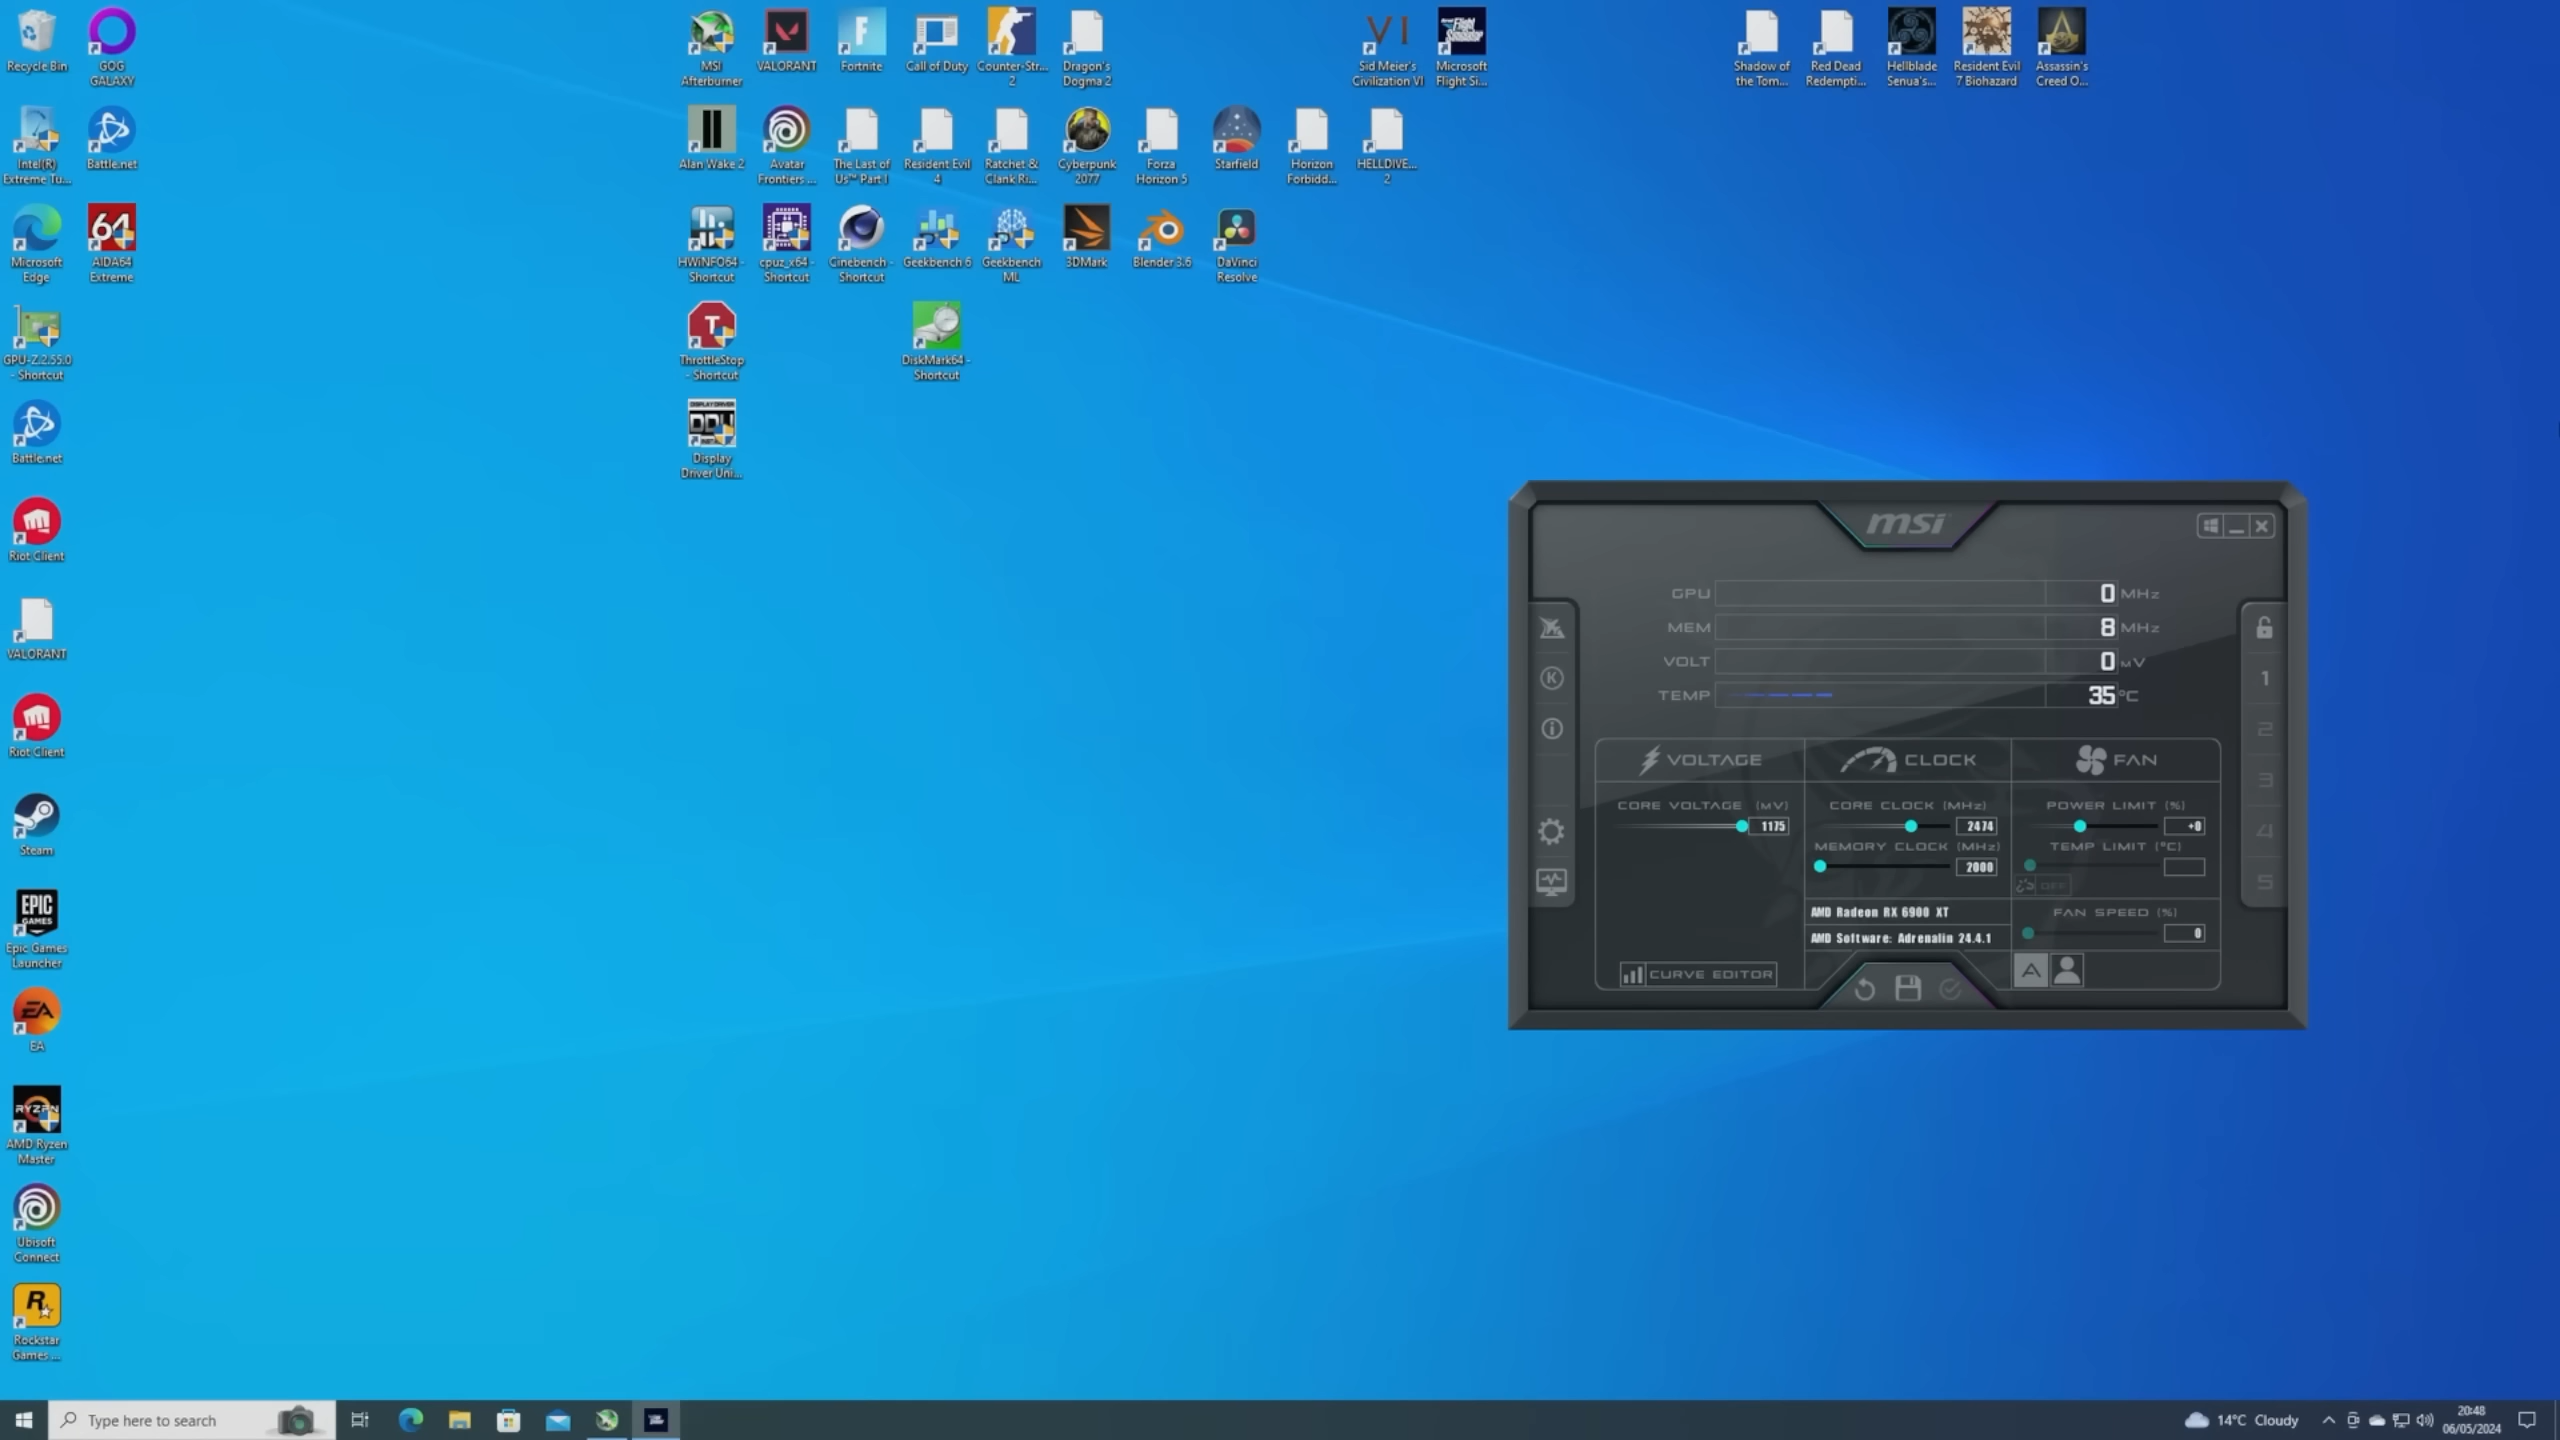 Recycle Bin
GOG
GALAXY
MSI
Afterburner
VALORANT
Fortnite
Call of Duty
Counter-Str...
2
Dragon's
Dogma 2
Sid Meier's
Civilization VI
Microsoft
Flight Si...
Shadow of
the Tom...
Red Dead
Redempti...
Hellblade
Senua's...
Resident Evil
7 Biohazard
Assassin's
Creed O...
Intel(R)
Extreme Tu...
Battle.net
Alan Wake 2
Avatar
Frontiers ...
The Last of
Us™ Part I
Resident Evil
4
Ratchet &
Clank Ri...
Cyberpunk
2077
Forza
Horizon 5
Starfield
Horizon
Forbidd...
HELLDIVE...
2
Microsoft
Edge
64
AIDA64
Extreme
HWiNFO64 -
Shortcut
cpuz_x64 -
Shortcut
Cinebench -
Shortcut
Geekbench 6
Geekbench
ML
3DMark
Blender 3.6
DaVinci
Resolve
GPU-Z.2.55.0
- Shortcut
ThrottleStop
- Shortcut
DiskMark64 -
Shortcut
Battle.net
DISPLAY DRIVER
DDU
Display
Driver Uni...
Riot Client
VALORANT
Riot Client
Steam
EPIC
GAMES
Epic Games
Launcher
EA
EA
RYZEN
AMD Ryzen
Master
Ubisoft
Connect
R
Rockstar
Games ...
msi
GPU 0 MHz
MEM 8 MHz
VOLT 0 MV
TEMP 35 °C
K
1
2
3
4
5
VOLTAGE
CORE VOLTAGE (MV)
1175
CURVE EDITOR
CLOCK
CORE CLOCK (MHz)
2474
MEMORY CLOCK (MHz)
2000
AMD Radeon RX 6900 XT
AMD Software: Adrenalin 24.4.1
FAN
POWER LIMIT (%)
+0
TEMP LIMIT (°C)
OFF
FAN SPEED (%)
0
A
Type here to search
14°C Cloudy
20:48
06/05/2024